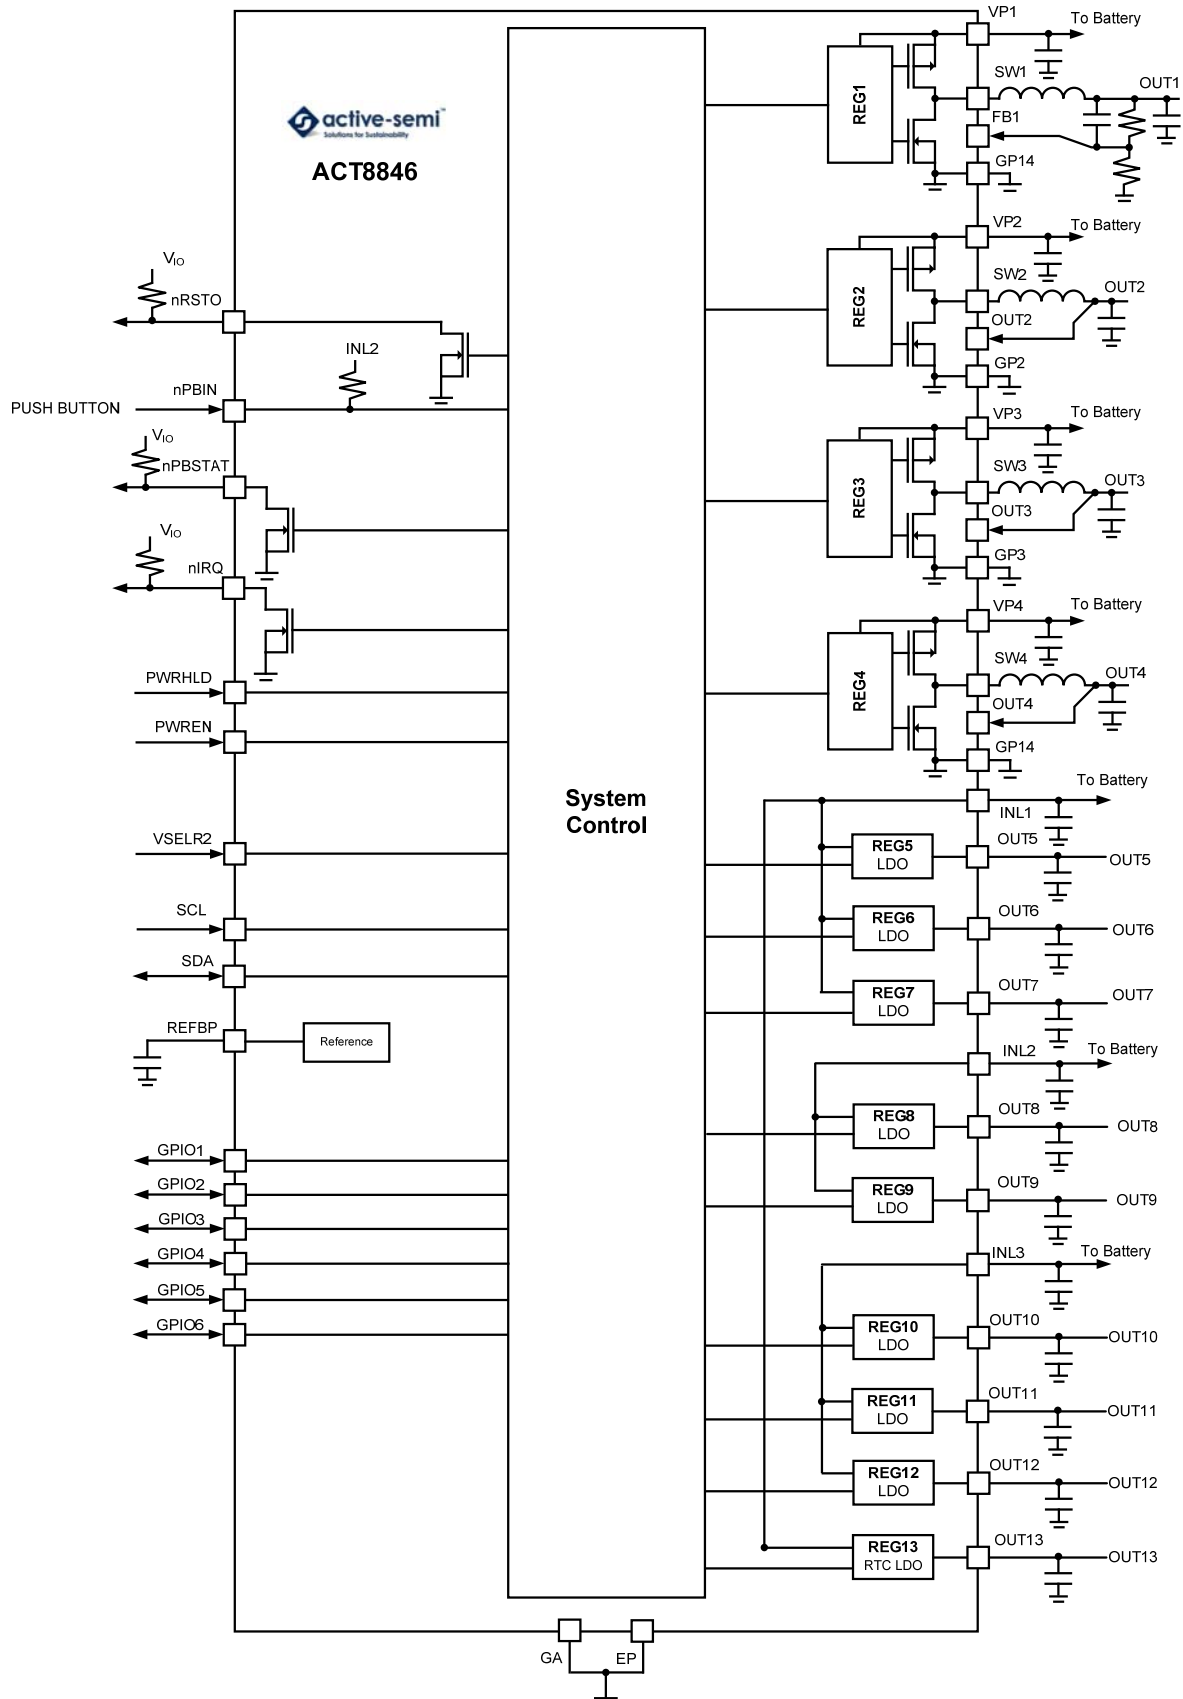 active-semi™
Solutions for Sustainability
ACT8846
VIO
nRSTO
INL2
nPBIN
PUSH BUTTON
VIO
nPBSTAT
VIO
nIRQ
PWRHLD
PWREN
VSELR2
SCL
SDA
REFBP
Reference
GPIO1
GPIO2
GPIO3
GPIO4
GPIO5
GPIO6
System
Control
VP1
To Battery
REG1
SW1
OUT1
FB1
GP14
VP2
To Battery
REG2
SW2
OUT2
OUT2
GP2
VP3
To Battery
REG3
SW3
OUT3
OUT3
GP3
VP4
To Battery
REG4
SW4
OUT4
OUT4
GP14
To Battery
INL1
REG5
LDO
OUT5
OUT5
REG6
LDO
OUT6
OUT6
REG7
LDO
OUT7
OUT7
INL2
To Battery
REG8
LDO
OUT8
OUT8
REG9
LDO
OUT9
OUT9
INL3
To Battery
REG10
LDO
OUT10
OUT10
REG11
LDO
OUT11
OUT11
REG12
LDO
OUT12
OUT12
REG13
RTC LDO
OUT13
OUT13
GA
EP